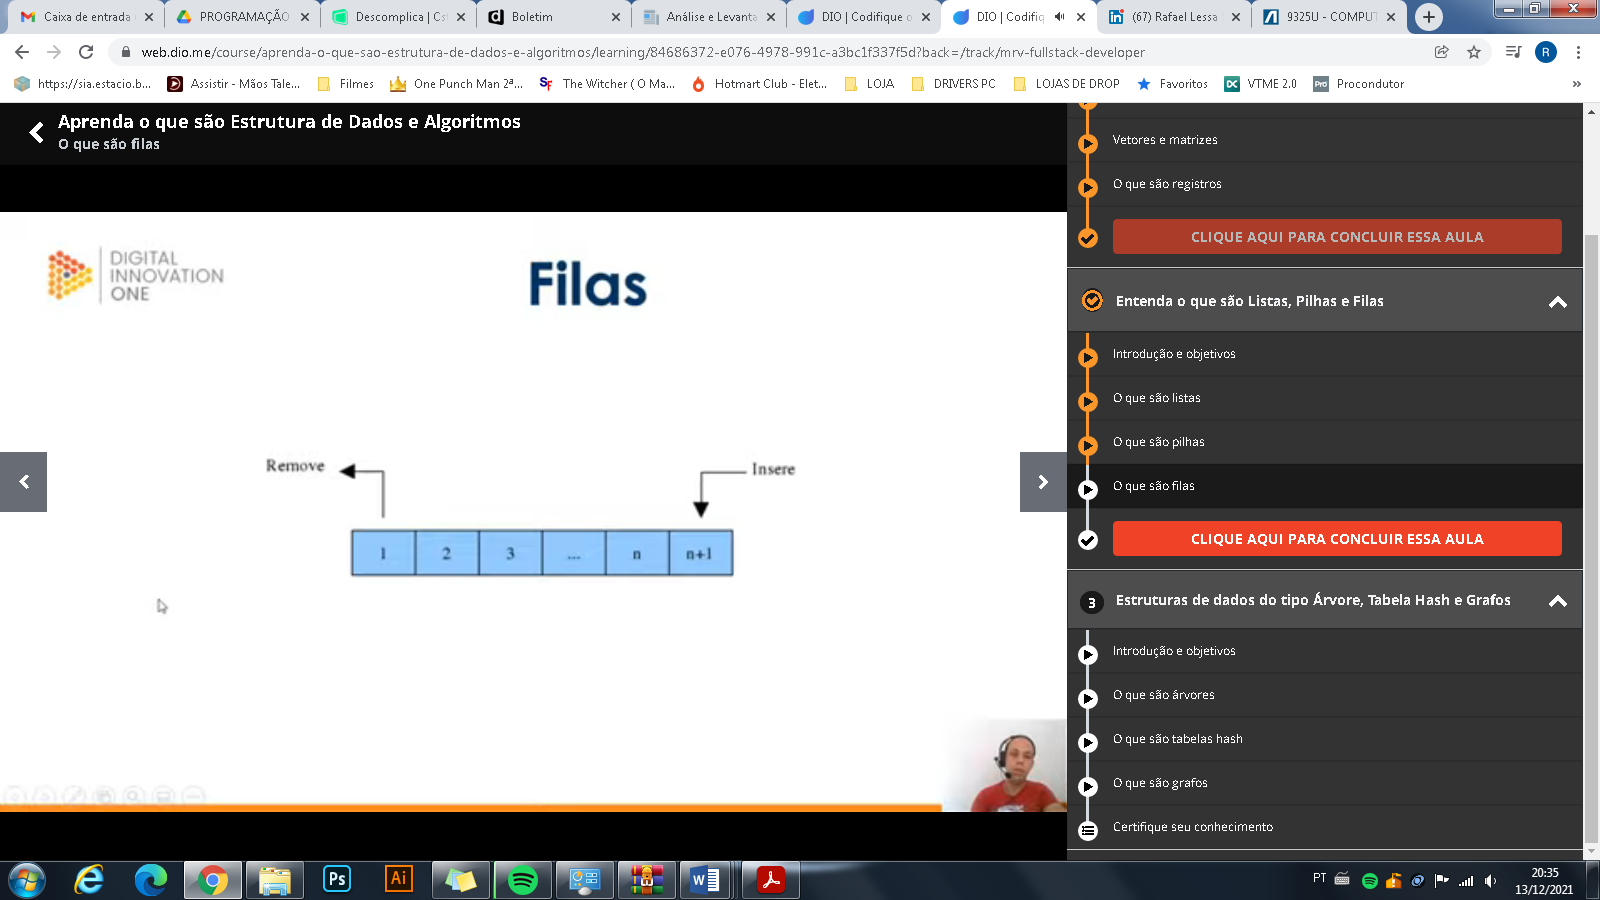 Caixa de entrada
PROGRAMAÇÃO
Descomplica | Cst
Boletim
Análise e Levanta
DIO | Codifique o
DIO | Codifiq
(67) Rafael Lessa
9325U - COMPUT
web.dio.me/course/aprenda-o-que-sao-estrutura-de-dados-e-algoritmos/learning/84686372-e076-4978-991c-a3bc1f337f5d?back=/track/mrv-fullstack-developer
R
https://sia.estacio.b...
Assistir - Mãos Tale...
Filmes
One Punch Man 2ª...
The Witcher ( O Ma...
Hotmart Club - Elet...
LOJA
DRIVERS PC
LOJAS DE DROP
Favoritos
VTME 2.0
Procondutor
Aprenda o que são Estrutura de Dados e Algoritmos
O que são filas
DIGITAL
INNOVATION
ONE
Filas
Remove
Insere
1 2 3 ... n n+1
Vetores e matrizes
O que são registros
CLIQUE AQUI PARA CONCLUIR ESSA AULA
Entenda o que são Listas, Pilhas e Filas
Introdução e objetivos
O que são listas
O que são pilhas
O que são filas
CLIQUE AQUI PARA CONCLUIR ESSA AULA
3 Estruturas de dados do tipo Árvore, Tabela Hash e Grafos
Introdução e objetivos
O que são árvores
O que são tabelas hash
O que são grafos
Certifique seu conhecimento
Ps
Ai
PT
20:35
13/12/2021